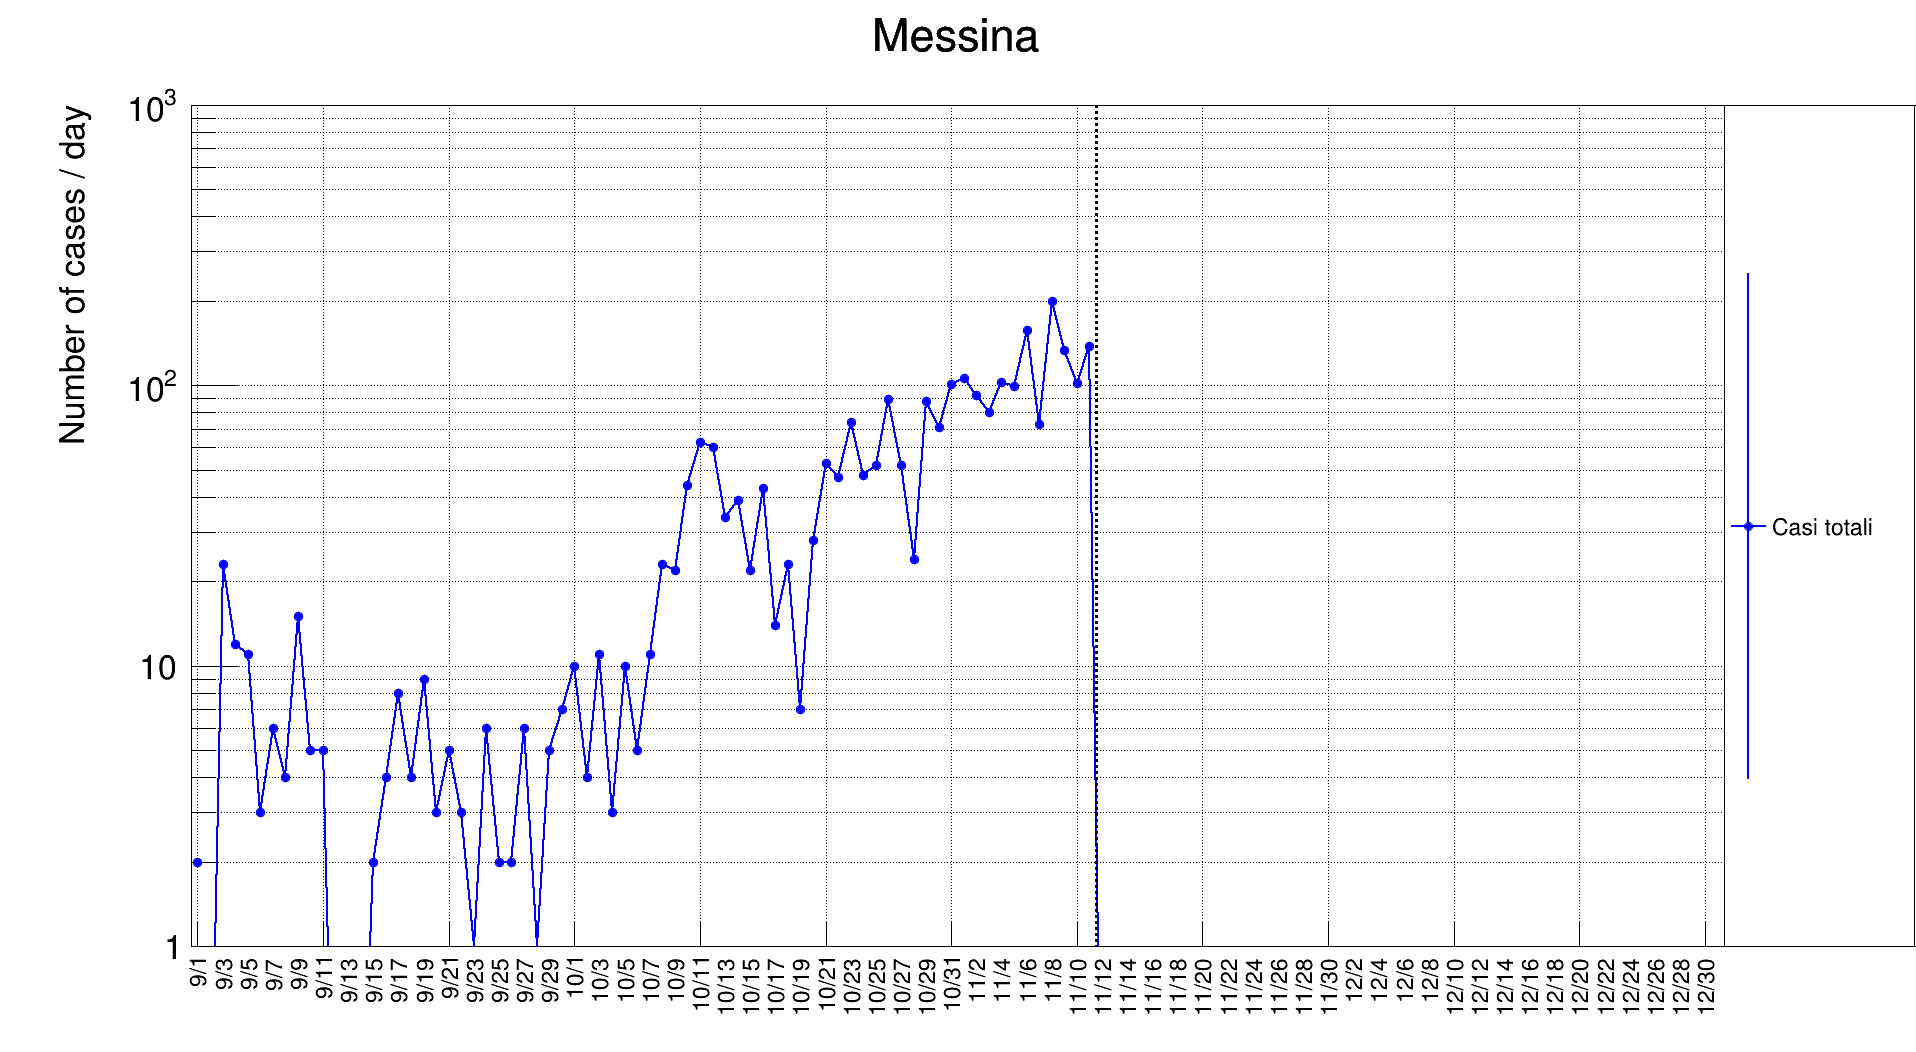 Messina
Number of cases / day
10³
10²
10
1
9/1 9/3 9/5 9/7 9/9 9/11 9/13 9/15 9/17 9/19 9/21 9/23 9/25 9/27 9/29 10/1 10/3 10/5 10/7 10/9 10/11 10/13 10/15 10/17 10/19 10/21 10/23 10/25 10/27 10/29 10/31 11/2 11/4 11/6 11/8 11/10 11/12 11/14 11/16 11/18 11/20 11/22 11/24 11/26 11/28 11/30 12/2 12/4 12/6 12/8 12/10 12/12 12/14 12/16 12/18 12/20 12/22 12/24 12/26 12/28 12/30
Casi totali